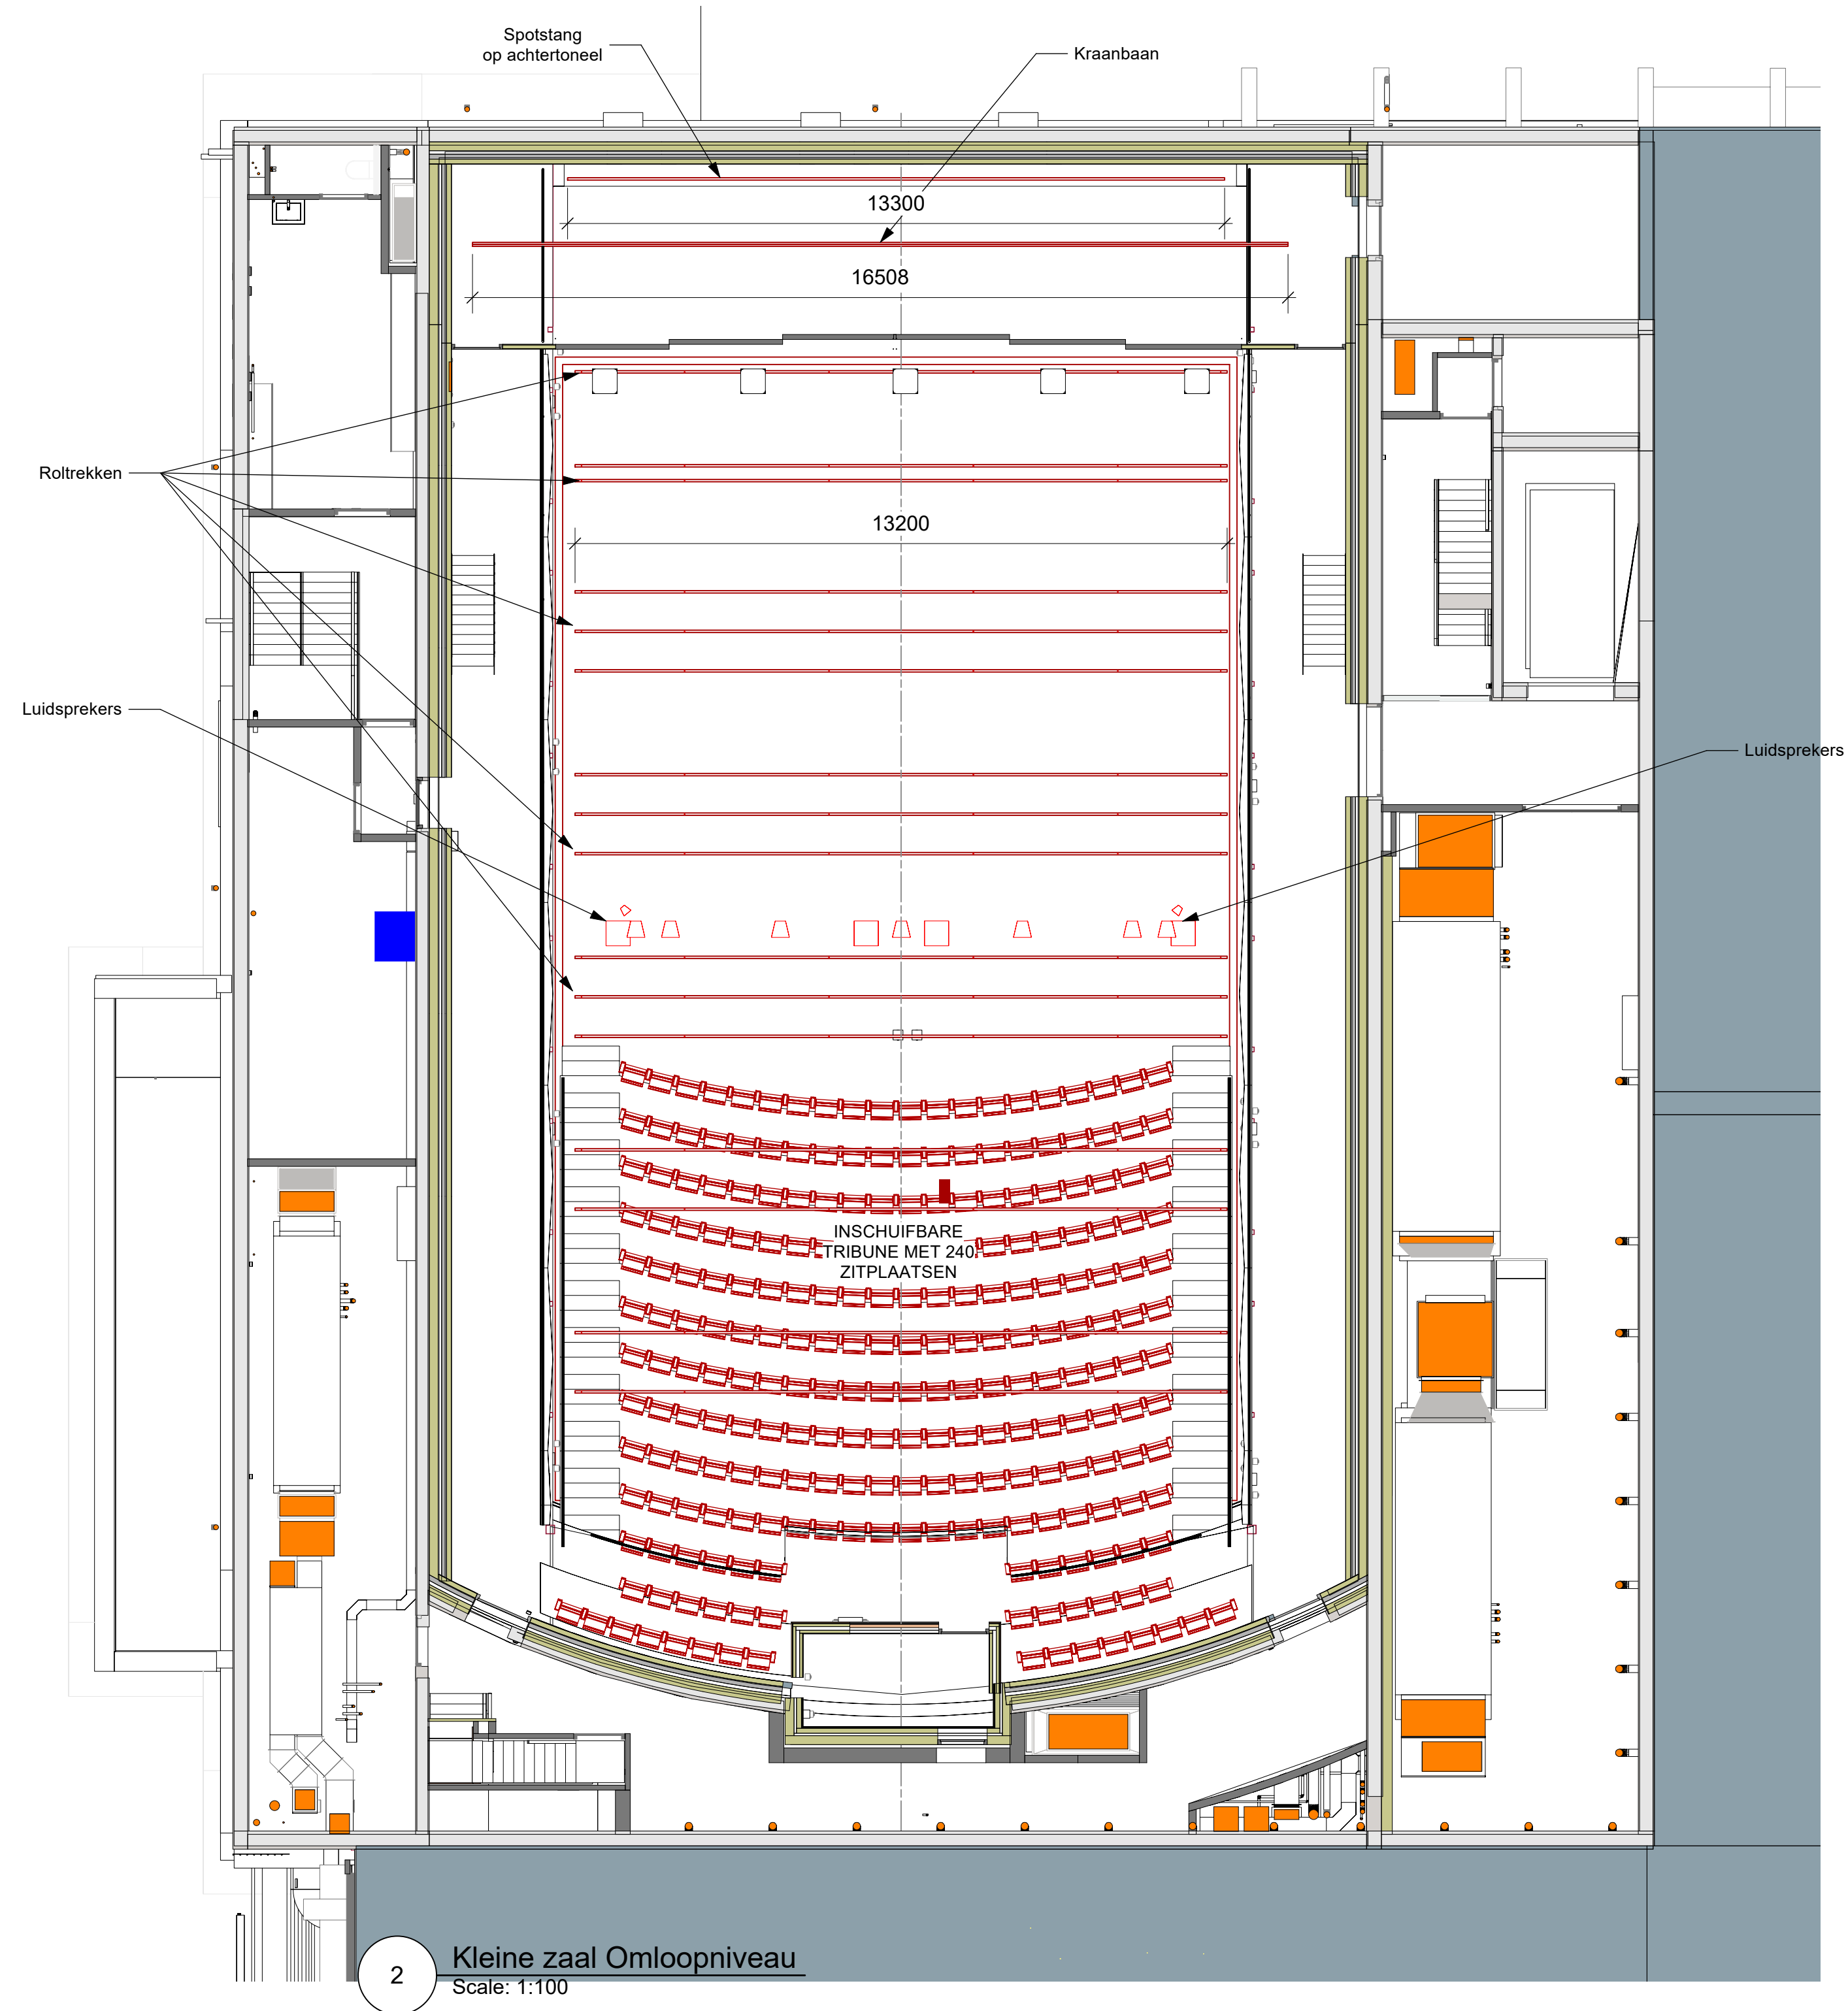 Spotstang
op achtertoneel
Kraanbaan
13300
16508
Roltrekken
13200
Luidsprekers
Luidsprekers
INSCHUIFBARE
TRIBUNE MET 240
ZITPLAATSEN
2
Kleine zaal Omloopniveau
Scale: 1:100